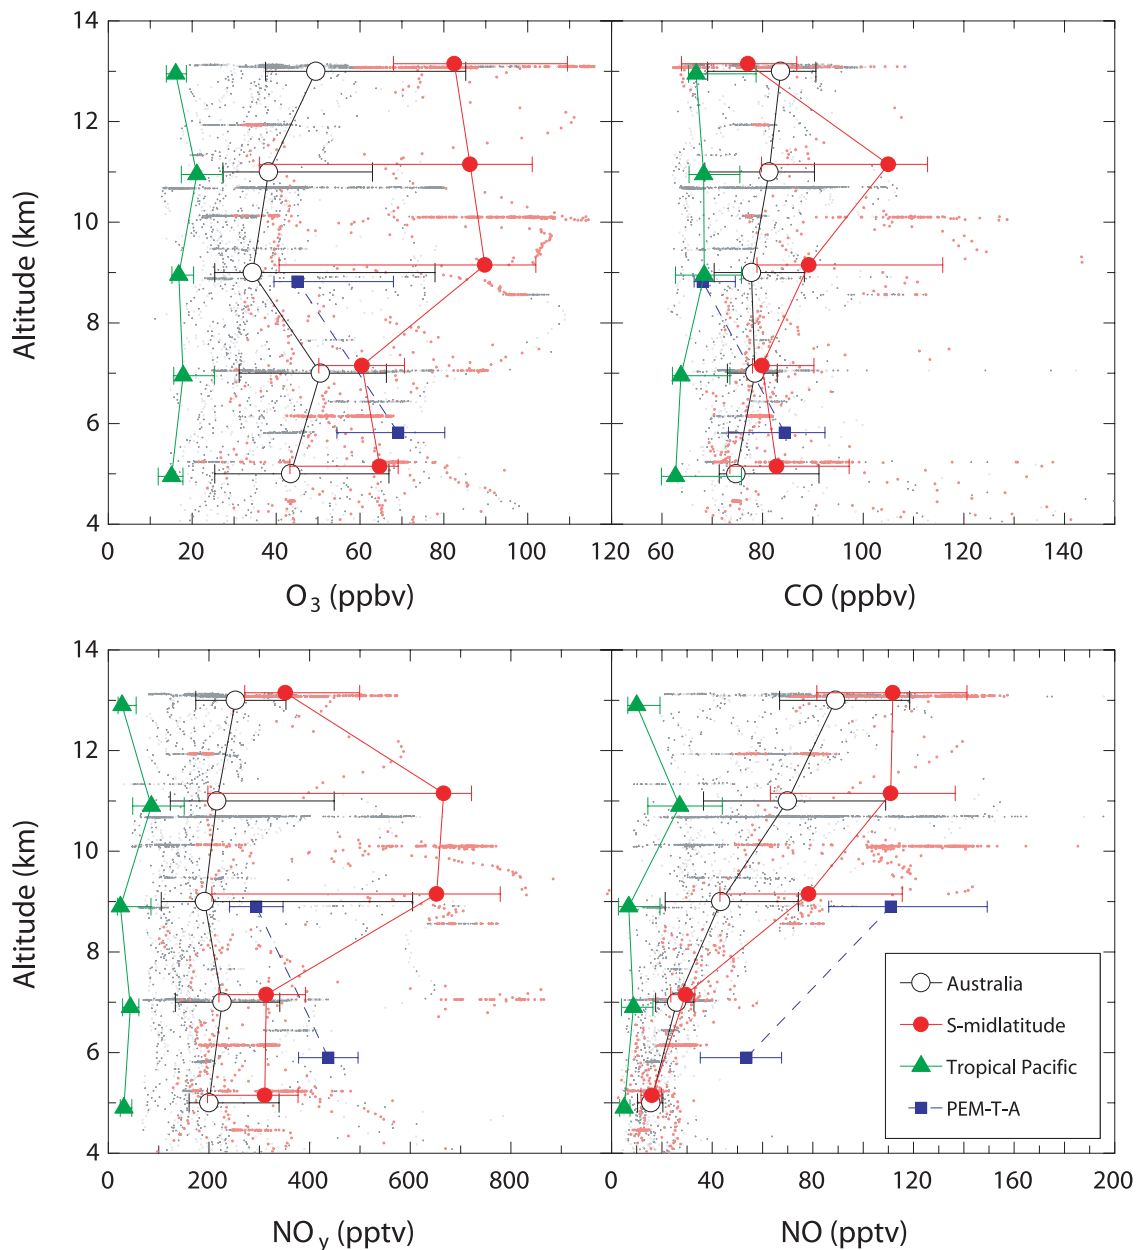 14
12
10
8
6
4
Altitude (km)
0 20 40 60 80 100 120
O3 (ppbv)
60 80 100 120 140
CO (ppbv)
14
12
10
8
6
4
Altitude (km)
0 200 400 600 800
NOy (pptv)
0 40 80 120 160 200
NO (pptv)
Australia
S-midlatitude
Tropical Pacific
PEM-T-A